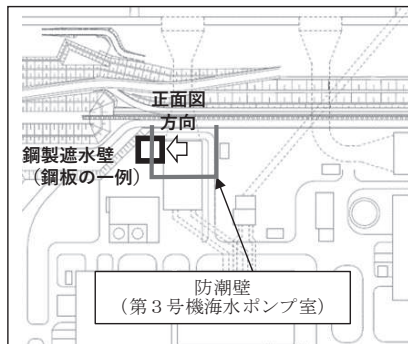 正面図
方向
鋼製遮水壁
（鋼板の一例）
防潮壁
（第３号機海水ポンプ室）